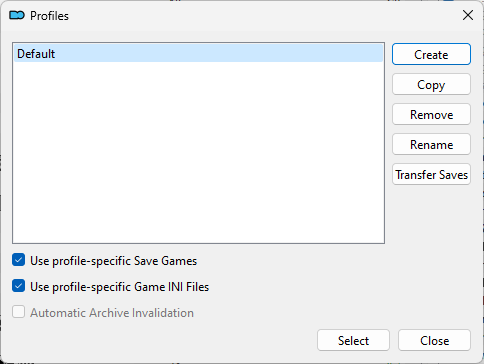 Profiles
Default
Create
Copy
Remove
Rename
Transfer Saves
Use profile-specific Save Games
Use profile-specific Game INI Files
Automatic Archive Invalidation
Select
Close